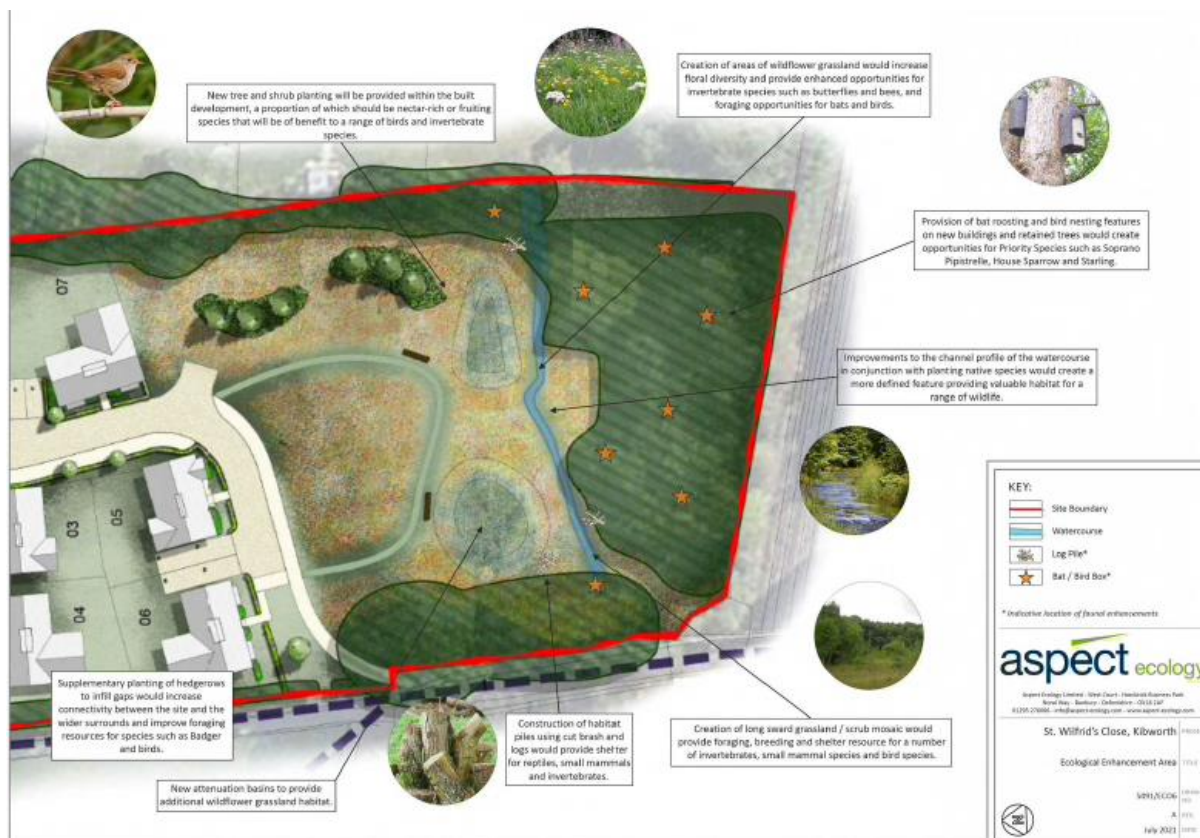 New tree and shrub planting will be provided within the built
development, a proportion of which should be nectar-rich or fruiting
species that will be of benefit to a range of birds and invertebrate
species.
Creation of areas of wildflower grassland would increase
floral diversity and provide enhanced opportunities for
invertebrate species such as butterflies and bees, and
foraging opportunities for bats and birds.
Provision of bat roosting and bird nesting features
on new buildings and retained trees would create
opportunities for Priority Species such as Soprano
Pipistrelle, House Sparrow and Starling.
Improvements to the channel profile of the watercourse
in conjunction with planting native species would create a
more defined feature providing valuable habitat for a
range of wildlife.
07
03
05
04
06
Supplementary planting of hedgerows
to infill gaps would increase
connectivity between the site and the
wider surrounds and improve foraging
resources for species such as Badger
and birds.
New attenuation basins to provide
additional wildflower grassland habitat.
Construction of habitat
piles using cut brash and
logs would provide shelter
for reptiles, small mammals
and invertebrates.
Creation of long sward grassland / scrub mosaic would
provide foraging, breeding and shelter resource for a number
of invertebrates, small mammal species and bird species.
KEY:
Site Boundary
Watercourse
Log Pile*
Bat / Bird Box*
* Indicative location of faunal enhancements
aspect ecology
St. Wilfrid's Close, Kibworth
Ecological Enhancement Area
5091/ECO6
A
July 2021
N